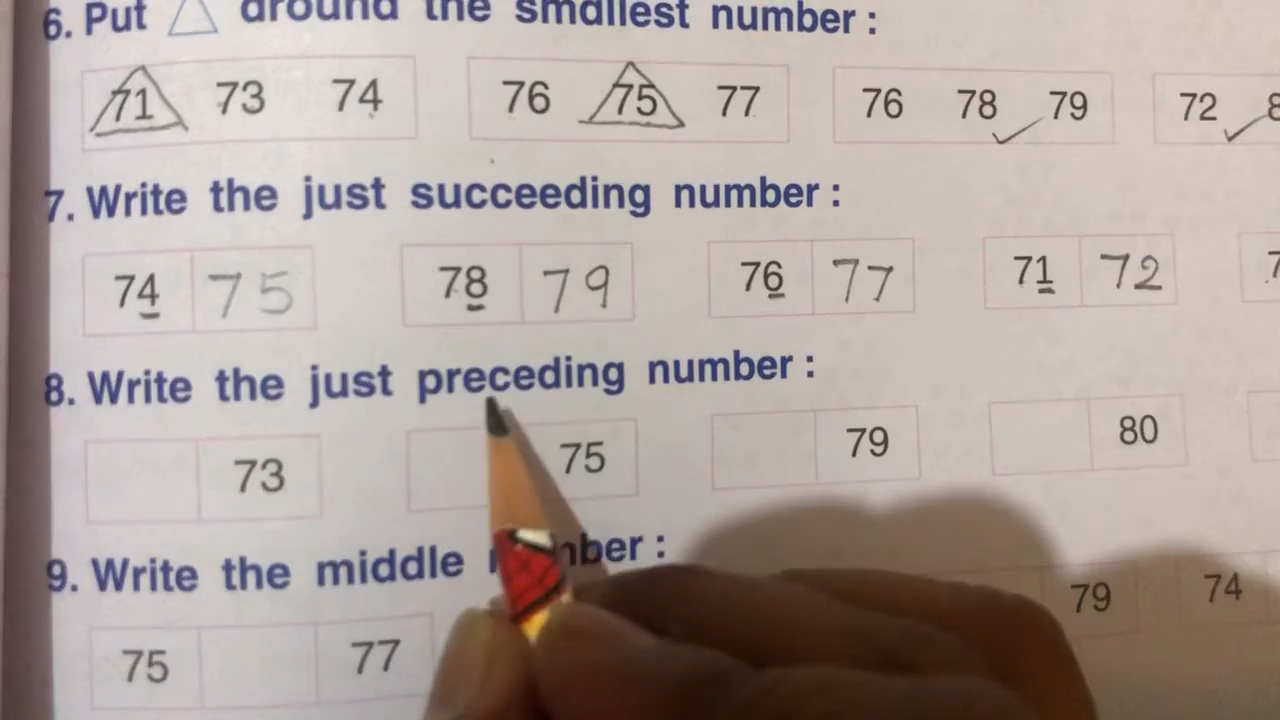 6. Put around the smallest number :
71 73 74 76 75 77 76 78 79 72
7. Write the just succeeding number :
74 75 78 79 76 77 71 72
8. Write the just preceding number :
73 75 79 80
9. Write the middle :
79 74
75 77